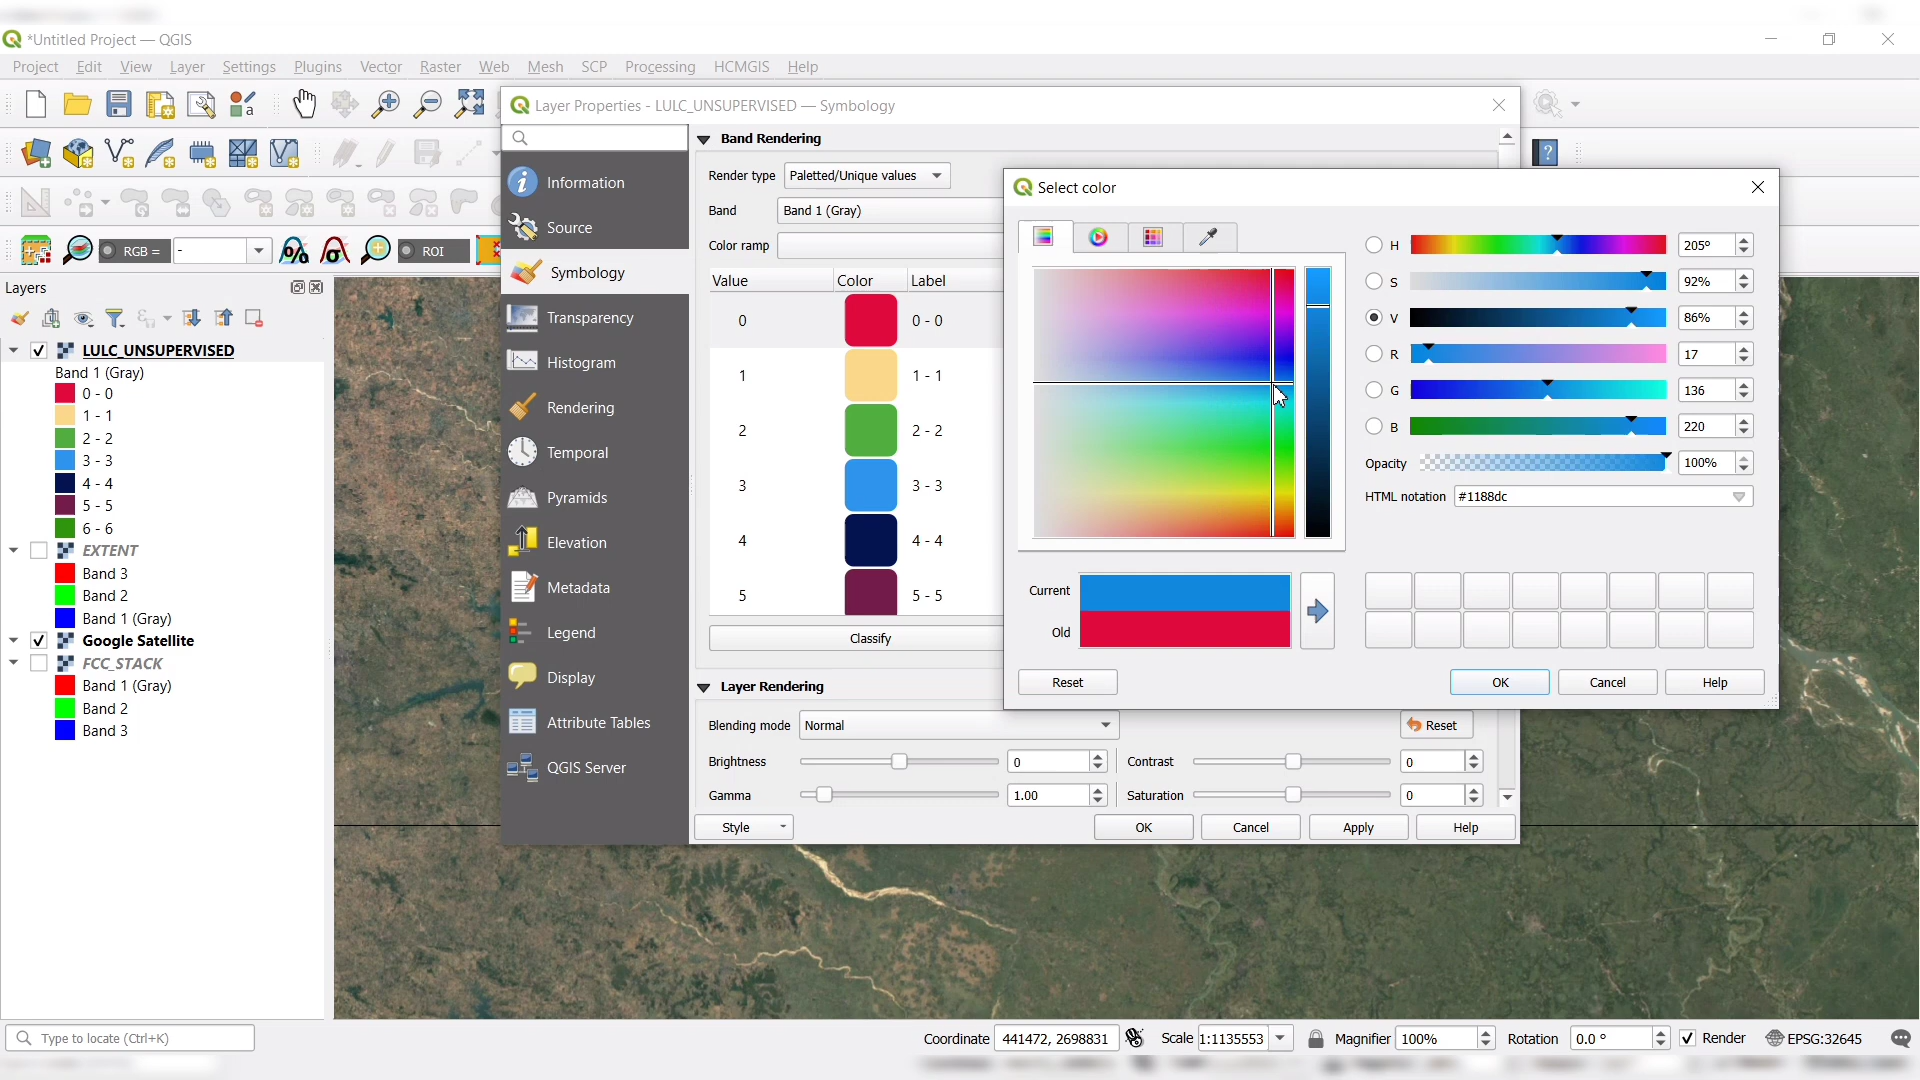 *Untitled Project — QGIS
Project Edit View Layer Settings Plugins Vector Raster Web Mesh SCP Processing HCMGIS Help
RGB = - ROI
Layers
LULC_UNSUPERVISED
Band 1 (Gray)
0 - 0
1 - 1
2 - 2
3 - 3
4 - 4
5 - 5
6 - 6
EXTENT
Band 3
Band 2
Band 1 (Gray)
Google Satellite
FCC_STACK
Band 1 (Gray)
Band 2
Band 3
Layer Properties - LULC_UNSUPERVISED — Symbology
Information
Source
Symbology
Transparency
Histogram
Rendering
Temporal
Pyramids
Elevation
Metadata
Legend
Display
Attribute Tables
QGIS Server
Band Rendering
Render type Paletted/Unique values
Band Band 1 (Gray)
Color ramp
Value Color Label
0 0 - 0
1 1 - 1
2 2 - 2
3 3 - 3
4 4 - 4
5 5 - 5
Classify
Layer Rendering
Blending mode Normal Reset
Brightness 0 Contrast 0
Gamma 1.00 Saturation 0
Style OK Cancel Apply Help
Select color
H 205°
S 92%
V 86%
R 17
G 136
B 220
Opacity 100%
HTML notation #1188dc
Current
Old
Reset OK Cancel Help
Type to locate (Ctrl+K) Coordinate 441472, 2698831 Scale 1:1135553 Magnifier 100% Rotation 0.0 ° Render EPSG:32645